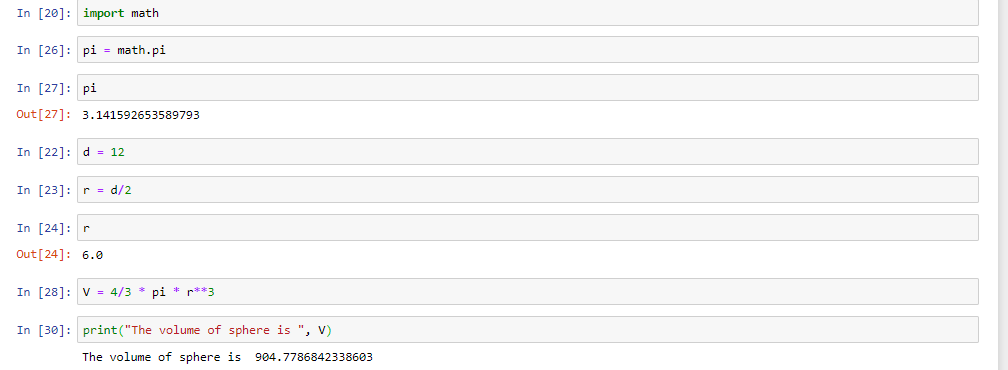 In [20]: import math
In [26]: pi = math.pi
In [27]: pi
Out[27]: 3.141592653589793
In [22]: d = 12
In [23]: r = d/2
In [24]: r
Out[24]: 6.0
In [28]: V = 4/3 * pi * r**3
In [30]: print("The volume of sphere is ", V)
The volume of sphere is  904.7786842338603